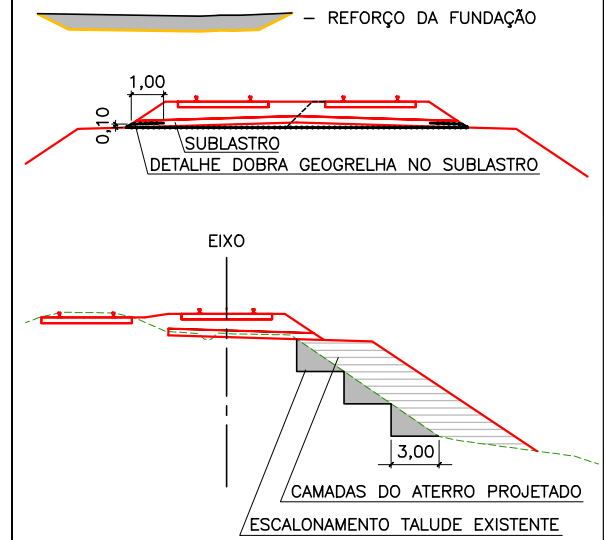 – REFORÇO DA FUNDAÇÃO
1,00
0,10
SUBLASTRO
DETALHE DOBRA GEOGRELHA NO SUBLASTRO
EIXO
3,00
CAMADAS DO ATERRO PROJETADO
ESCALONAMENTO TALUDE EXISTENTE